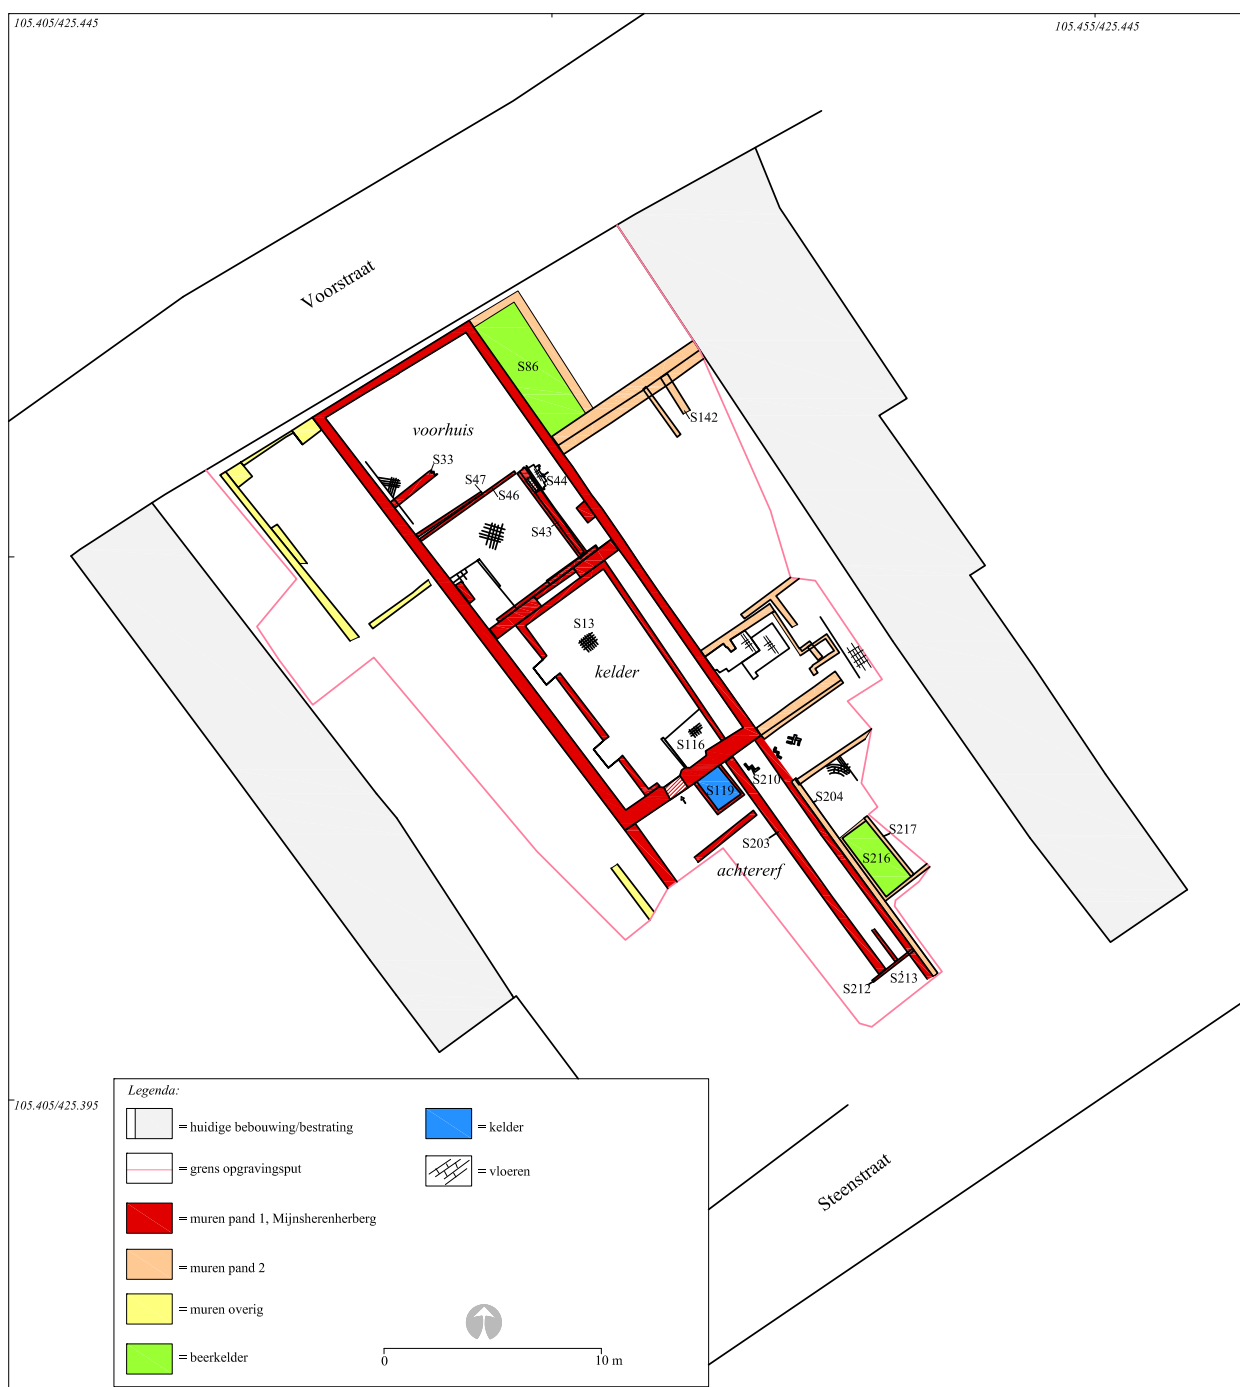 105.405/425.445
105.455/425.445
Voorstraat
S86
S142
voorhuis
S33
S47
S46
S44
S43
S13
kelder
S116
S119
S210
S204
S203
S217
S216
achtererf
S212
S213
105.405/425.395
Steenstraat
Legenda:
= huidige bebouwing/bestrating
= grens opgravingsput
= muren pand 1, Mijnsherenherberg
= muren pand 2
= muren overig
= beerkelder
= kelder
= vloeren
0
10 m